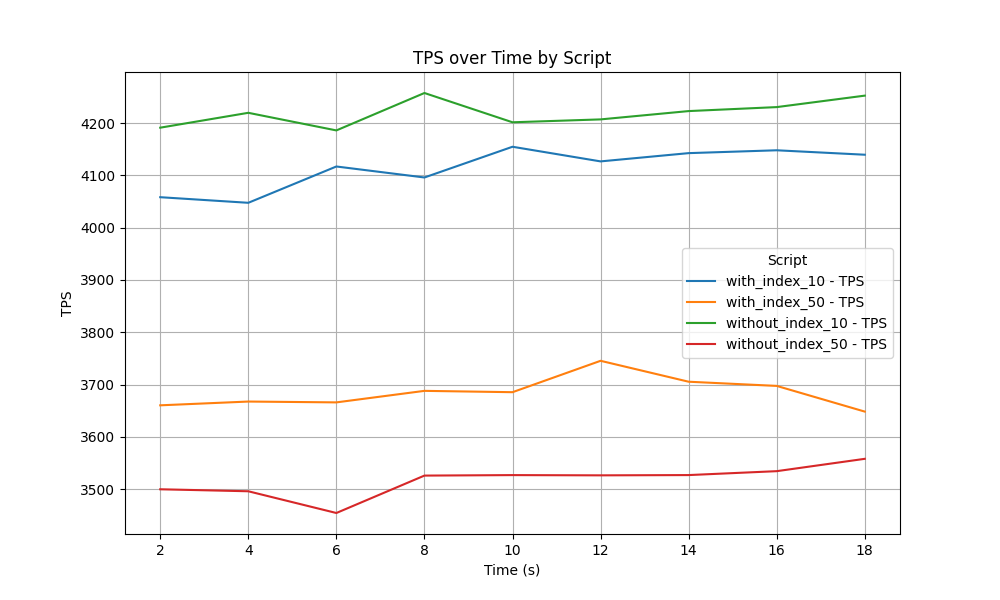 TPS over Time by Script
TPS
4200
4100
4000
3900
3800
3700
3600
3500
Script
with_index_10 - TPS
with_index_50 - TPS
without_index_10 - TPS
without_index_50 - TPS
2 4 6 8 10 12 14 16 18
Time (s)